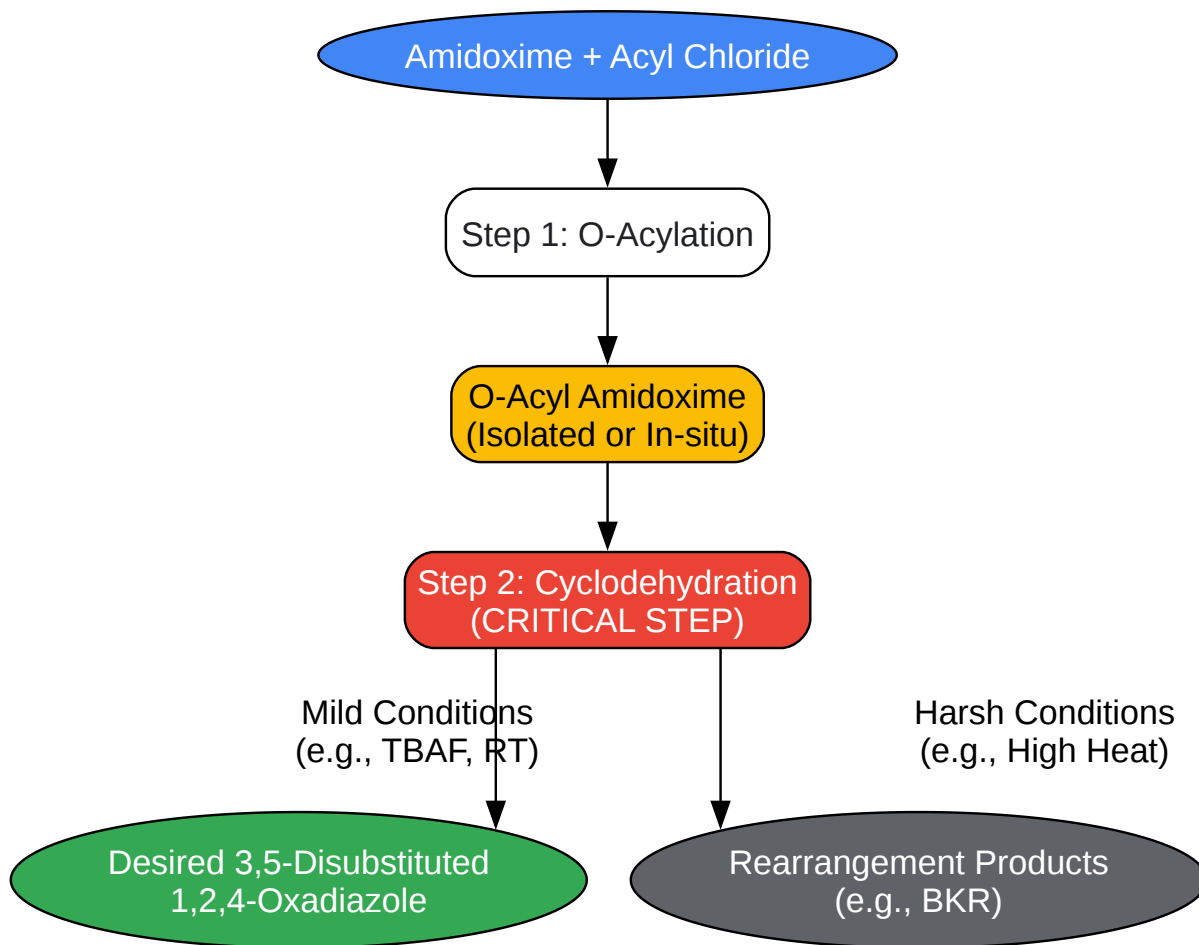 Amidoxime + Acyl Chloride
Step 1: O-Acylation
O-Acyl Amidoxime
(Isolated or In-situ)
Step 2: Cyclodehydration
(CRITICAL STEP)
Mild Conditions
(e.g., TBAF, RT)
Harsh Conditions
(e.g., High Heat)
Desired 3,5-Disubstituted
1,2,4-Oxadiazole
Rearrangement Products
(e.g., BKR)